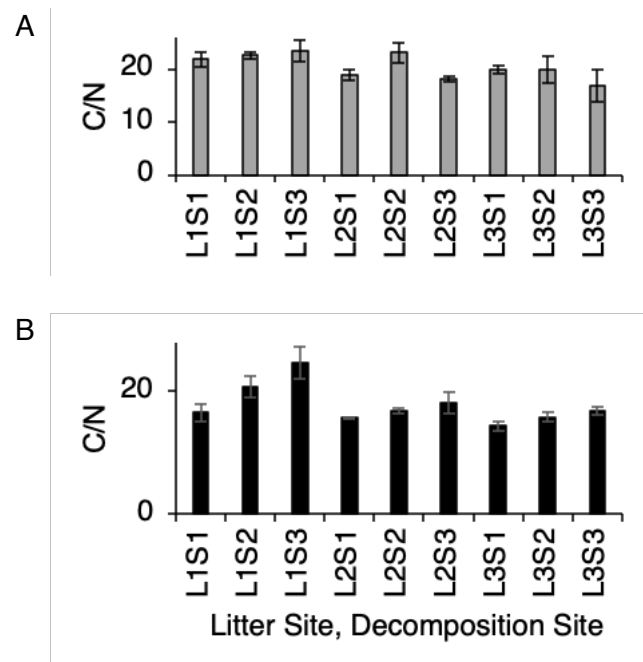 A
C/N
20
10
0
L1S1
L1S2
L1S3
L2S1
L2S2
L2S3
L3S1
L3S2
L3S3
B
C/N
20
0
L1S1
L1S2
L1S3
L2S1
L2S2
L2S3
L3S1
L3S2
L3S3
Litter Site, Decomposition Site